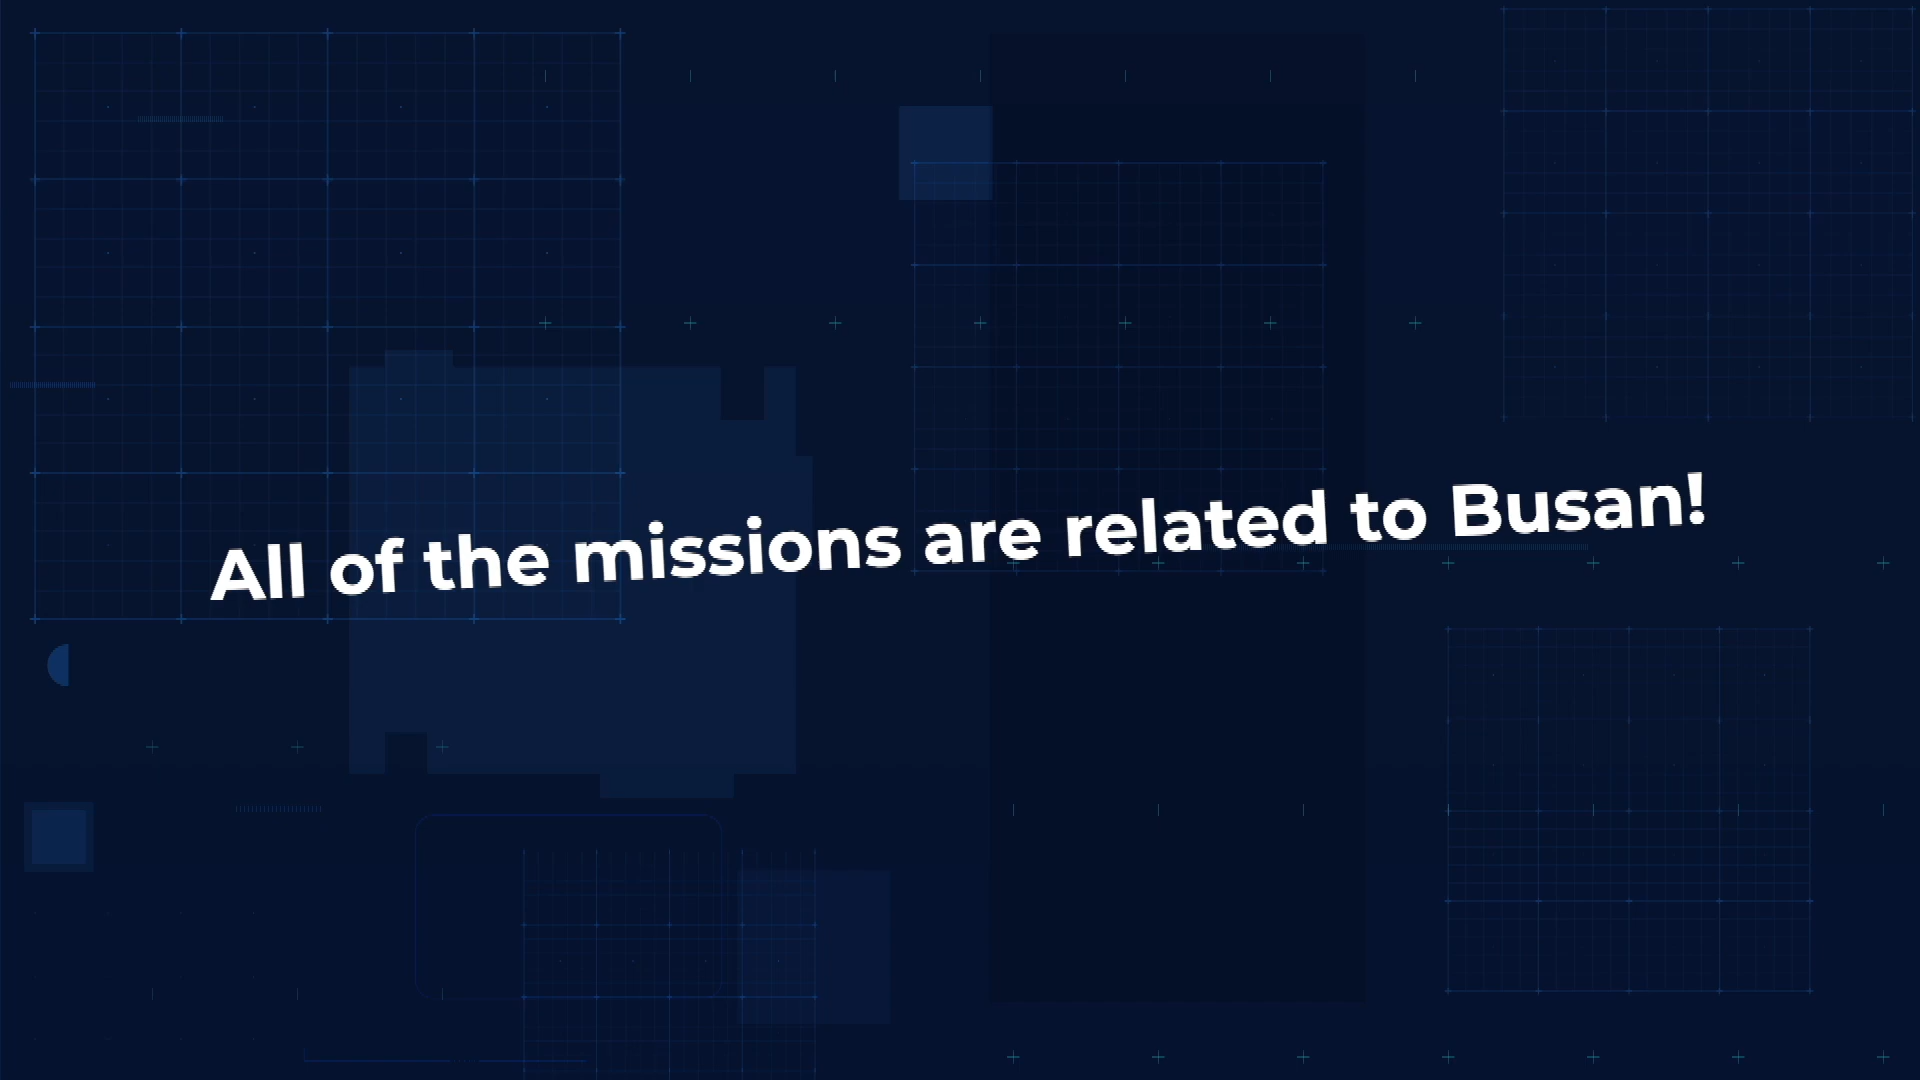 All of the missions are related to Busan!